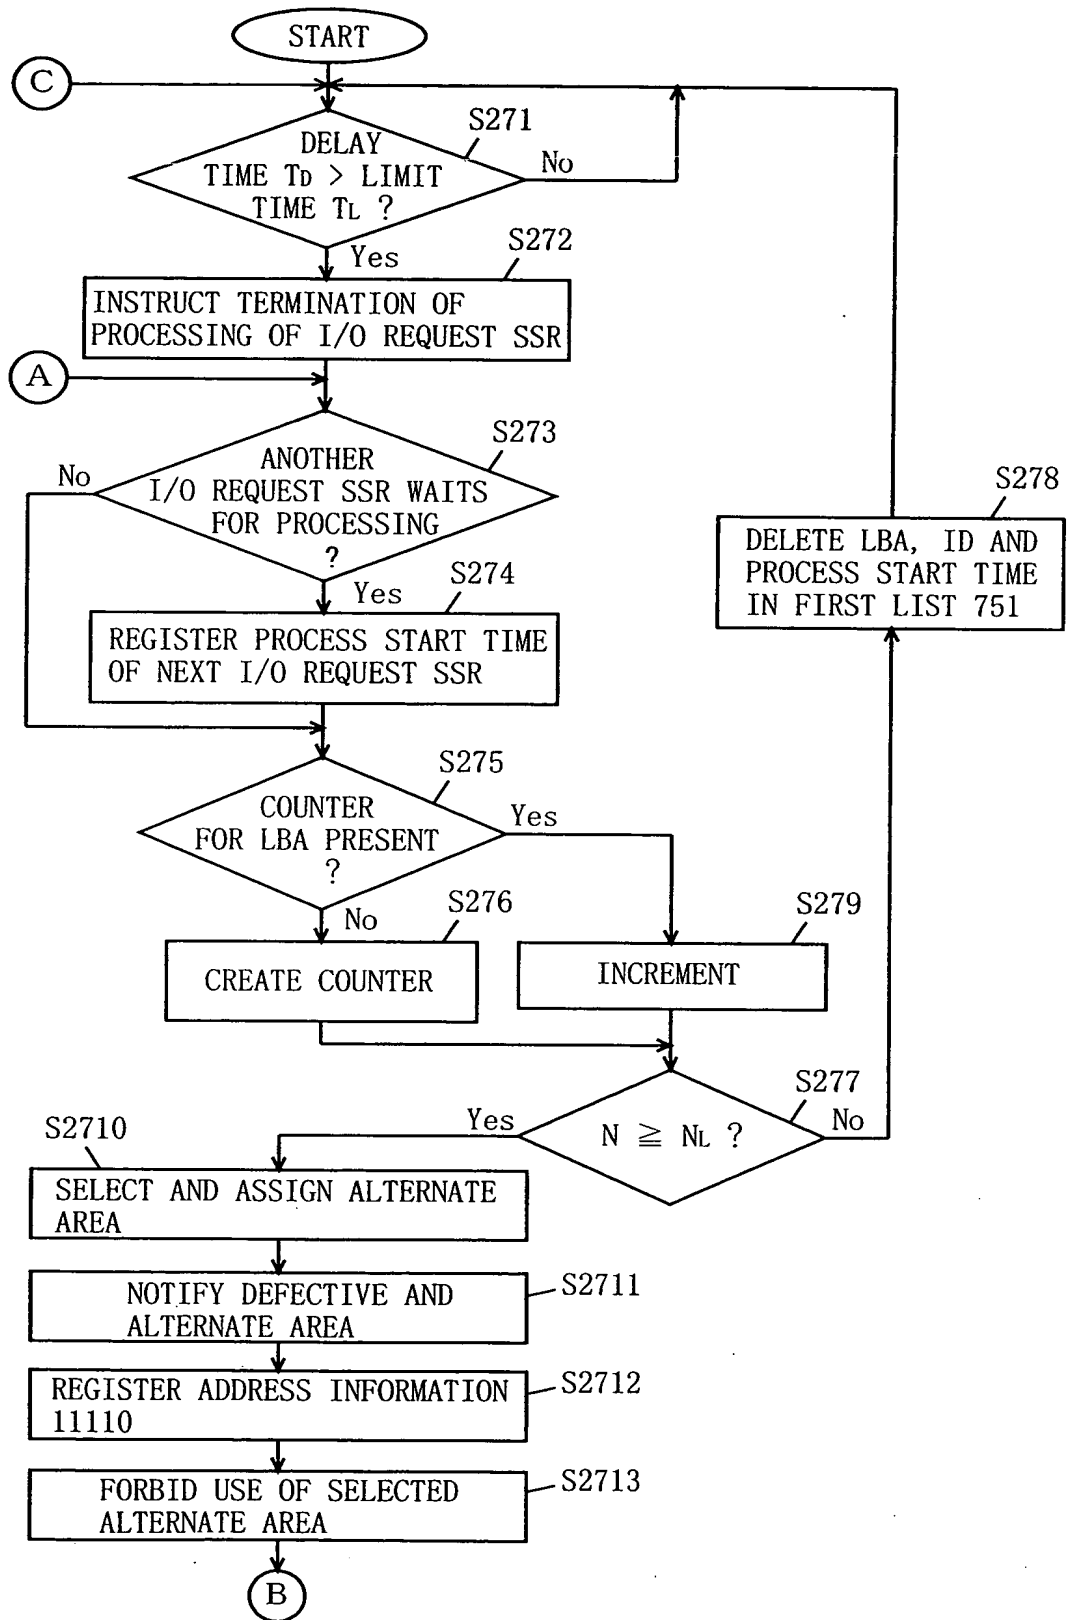 START
C
S271
DELAY
TIME TD > LIMIT
TIME TL ?
No
Yes
S272
INSTRUCT TERMINATION OF
PROCESSING OF I/O REQUEST SSR
A
S273
No
ANOTHER
I/O REQUEST SSR WAITS
FOR PROCESSING
?
S278
DELETE LBA, ID AND
PROCESS START TIME
IN FIRST LIST 751
Yes
S274
REGISTER PROCESS START TIME
OF NEXT I/O REQUEST SSR
S275
COUNTER
FOR LBA PRESENT
?
Yes
No
S276
CREATE COUNTER
S279
INCREMENT
S277
Yes
N ≧ NL ?
No
S2710
SELECT AND ASSIGN ALTERNATE
AREA
NOTIFY DEFECTIVE AND
ALTERNATE AREA
S2711
REGISTER ADDRESS INFORMATION
11110
S2712
FORBID USE OF SELECTED
ALTERNATE AREA
S2713
B